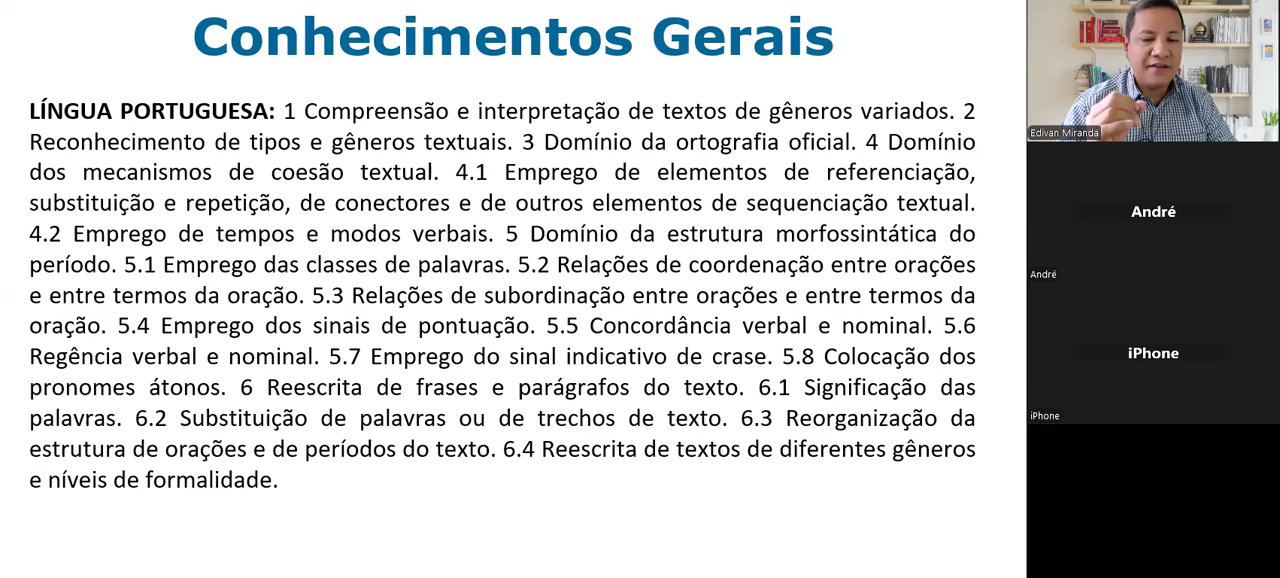 Conhecimentos Gerais
LÍNGUA PORTUGUESA: 1 Compreensão e interpretação de textos de gêneros variados. 2
Reconhecimento de tipos e gêneros textuais. 3 Domínio da ortografia oficial. 4 Domínio
dos mecanismos de coesão textual. 4.1 Emprego de elementos de referenciação,
substituição e repetição, de conectores e de outros elementos de sequenciação textual.
4.2 Emprego de tempos e modos verbais. 5 Domínio da estrutura morfossintática do
período. 5.1 Emprego das classes de palavras. 5.2 Relações de coordenação entre orações
e entre termos da oração. 5.3 Relações de subordinação entre orações e entre termos da
oração. 5.4 Emprego dos sinais de pontuação. 5.5 Concordância verbal e nominal. 5.6
Regência verbal e nominal. 5.7 Emprego do sinal indicativo de crase. 5.8 Colocação dos
pronomes átonos. 6 Reescrita de frases e parágrafos do texto. 6.1 Significação das
palavras. 6.2 Substituição de palavras ou de trechos de texto. 6.3 Reorganização da
estrutura de orações e de períodos do texto. 6.4 Reescrita de textos de diferentes gêneros
e níveis de formalidade.
Edivan Miranda
André
André
iPhone
iPhone